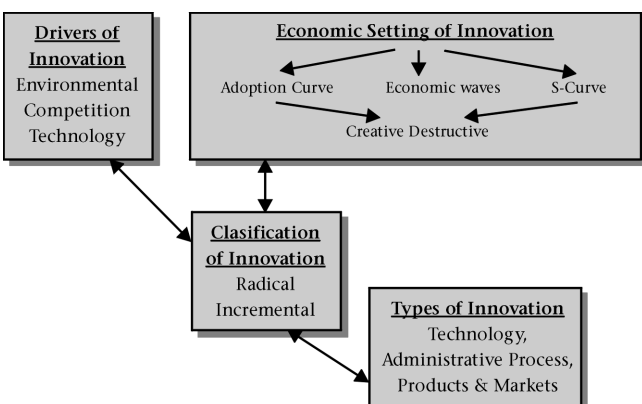 Drivers of
Innovation
Environmental
Competition
Technology
Economic Setting of Innovation
Adoption Curve Economic waves S-Curve
Creative Destructive
Clasification
of Innovation
Radical
Incremental
Types of Innovation
Technology,
Administrative Process,
Products & Markets